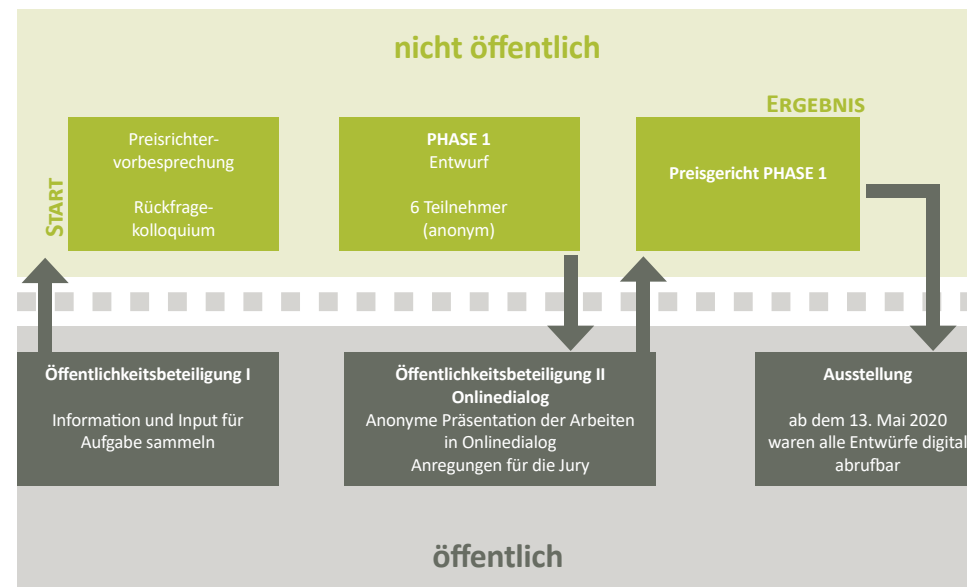 nicht öffentlich
START
Preisrichter-
vorbesprechung
Rückfrage-
kolloquium
PHASE 1
Entwurf
6 Teilnehmer
(anonym)
ERGEBNIS
Preisgericht PHASE 1
Öffentlichkeitsbeteiligung I
Information und Input für
Aufgabe sammeln
Öffentlichkeitsbeteiligung II
Onlinedialog
Anonyme Präsentation der Arbeiten
in Onlinedialog
Anregungen für die Jury
Ausstellung
ab dem 13. Mai 2020
waren alle Entwürfe digital
abrufbar
öffentlich